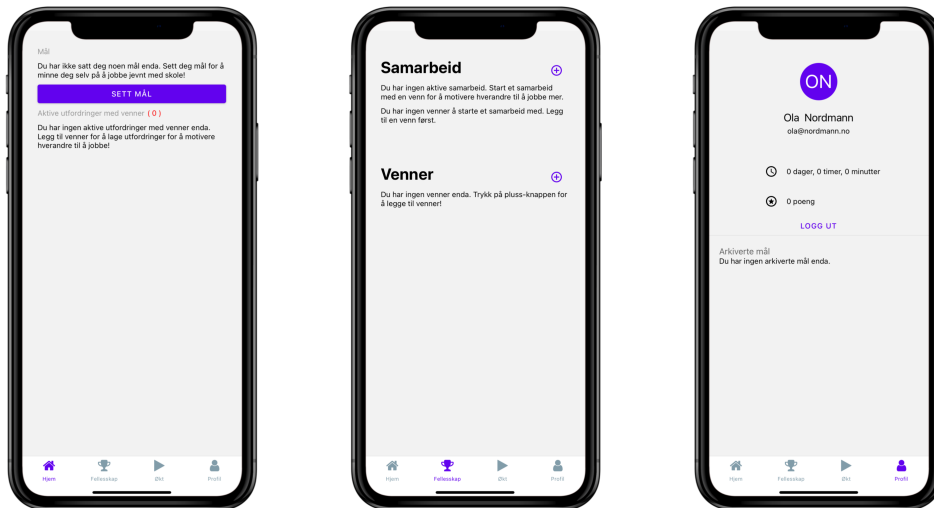 Mål
Du har ikke satt deg noen mål enda. Sett deg mål for å
minne deg selv på å jobbe jevnt med skole!
SETT MÅL
Aktive utfordringer med venner ( 0 )
Du har ingen aktive utfordringer med venner enda.
Legg til venner for å lage utfordringer for å motivere
hverandre til å jobbe!
Hjem
Fellesskap
Økt
Profil
Samarbeid
Du har ingen aktive samarbeid. Start et samarbeid
med en venn for å motivere hverandre til å jobbe mer.
Du har ingen venner å starte et samarbeid med. Legg
til en venn først.
Venner
Du har ingen venner enda. Trykk på pluss-knappen for
å legge til venner!
Hjem
Fellesskap
Økt
Profil
ON
Ola Nordmann
ola@nordmann.no
0 dager, 0 timer, 0 minutter
0 poeng
LOGG UT
Arkiverte mål
Du har ingen arkiverte mål enda.
Hjem
Fellesskap
Økt
Profil